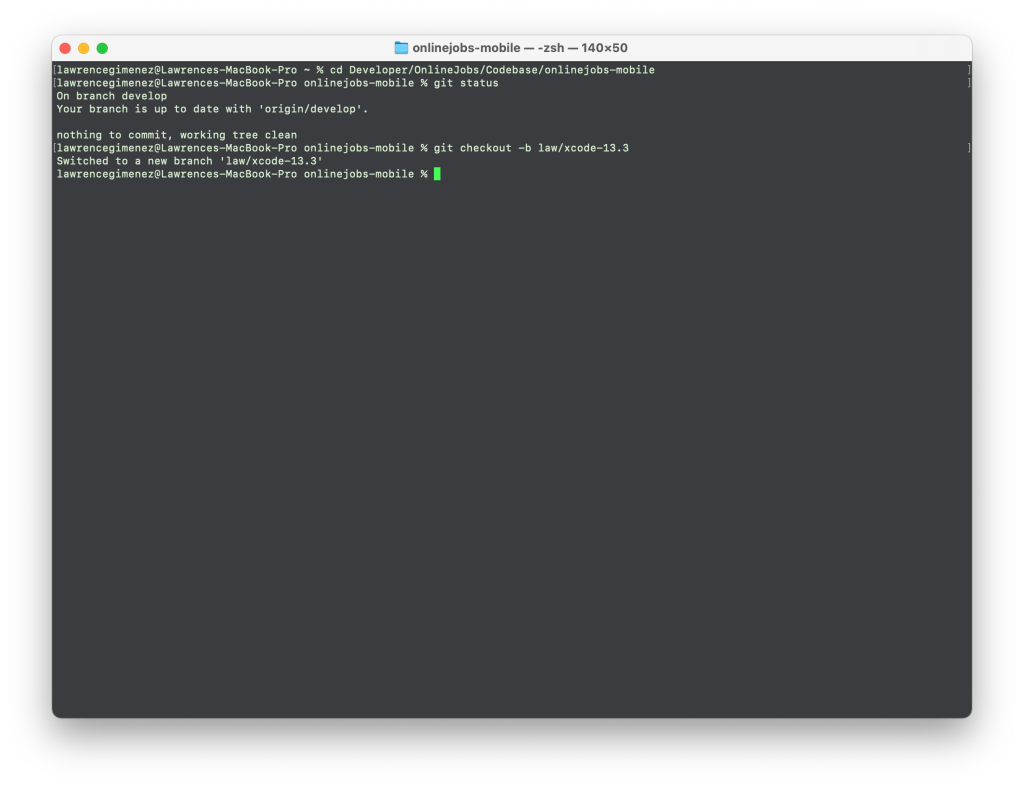 onlinejobs-mobile — -zsh — 140×50
[lawrencegimenez@Lawrences-MacBook-Pro ~ % cd Developer/OnlineJobs/Codebase/onlinejobs-mobile ]
[lawrencegimenez@Lawrences-MacBook-Pro onlinejobs-mobile % git status ]
On branch develop
Your branch is up to date with 'origin/develop'.
nothing to commit, working tree clean
[lawrencegimenez@Lawrences-MacBook-Pro onlinejobs-mobile % git checkout -b law/xcode-13.3 ]
Switched to a new branch 'law/xcode-13.3'
lawrencegimenez@Lawrences-MacBook-Pro onlinejobs-mobile %